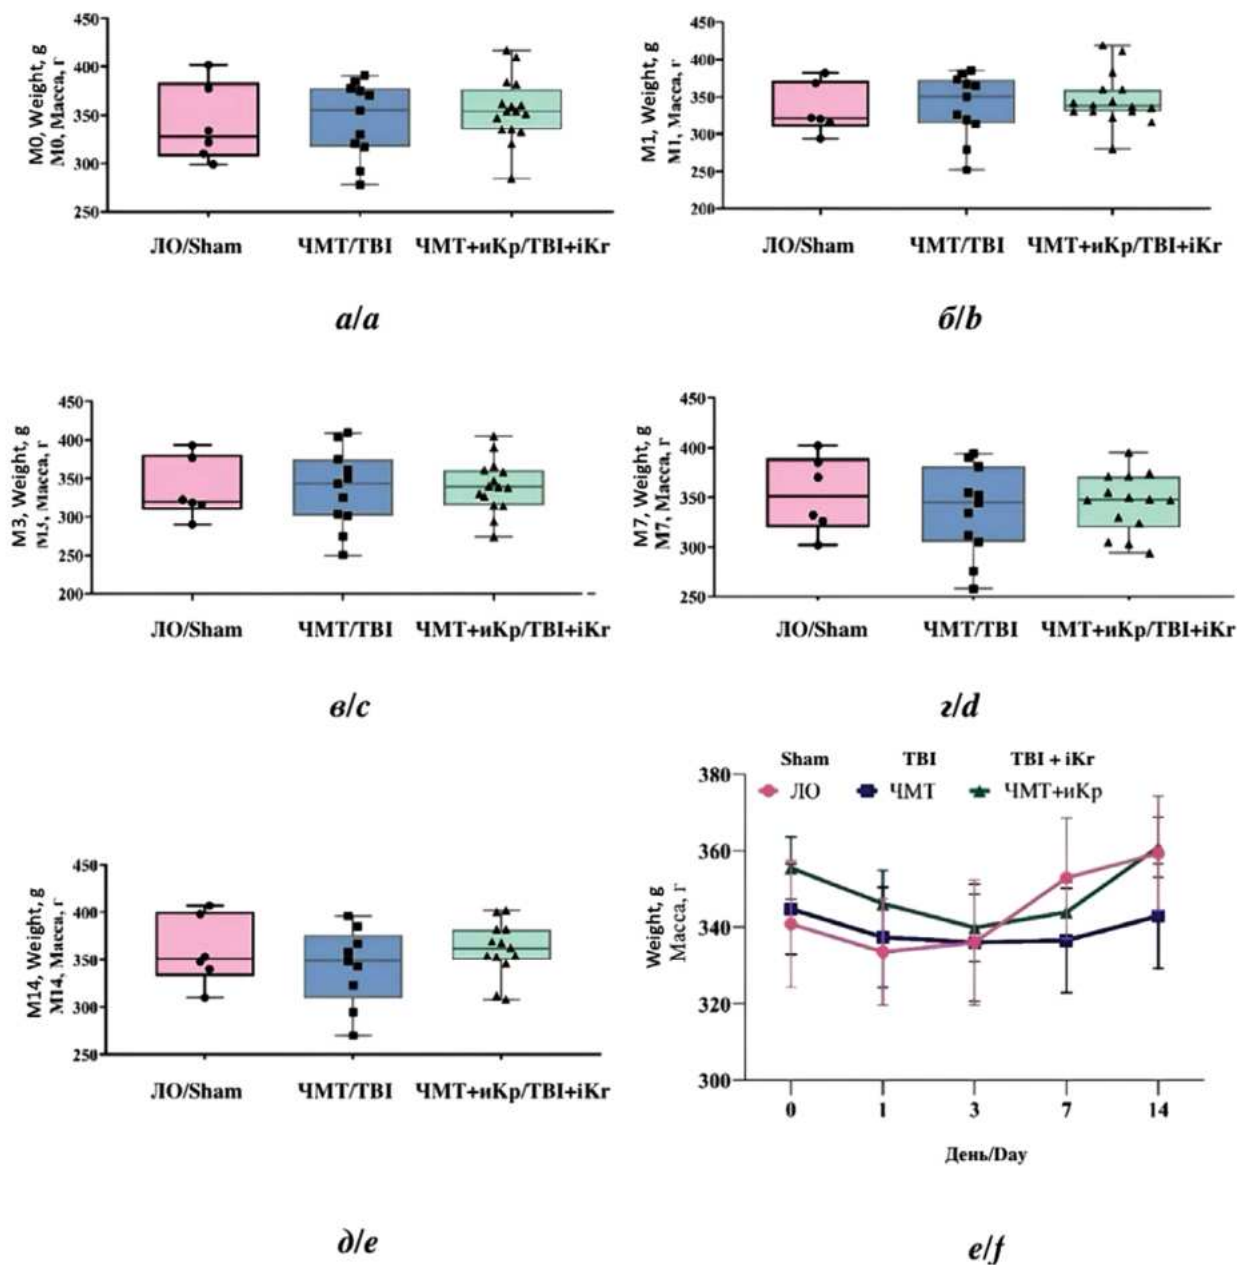 M0, Weight, g
М0, Масса, г
450
400
350
300
250
ЛО/Sham
ЧМТ/TBI
ЧМТ+иКр/TBI+iKr
а/a
M1, Weight, g
М1, Масса, г
450
400
350
300
250
200
ЛО/Sham
ЧМТ/TBI
ЧМТ+иКр/TBI+iKr
б/b
M3, Weight, g
М3, Масса, г
450
400
350
300
250
200
ЛО/Sham
ЧМТ/TBI
ЧМТ+иКр/TBI+iKr
в/c
M7, Weight, g
М7, Масса, г
450
400
350
300
250
ЛО/Sham
ЧМТ/TBI
ЧМТ+иКр/TBI+iKr
г/d
M14, Weight, g
М14, Масса, г
450
400
350
300
250
ЛО/Sham
ЧМТ/TBI
ЧМТ+иКр/TBI+iKr
д/e
Sham TBI TBI + iKr
ЛО ЧМТ ЧМТ+иКр
Weight, g
Масса, г
380
360
340
320
300
0 1 3 7 14
День/Day
е/f